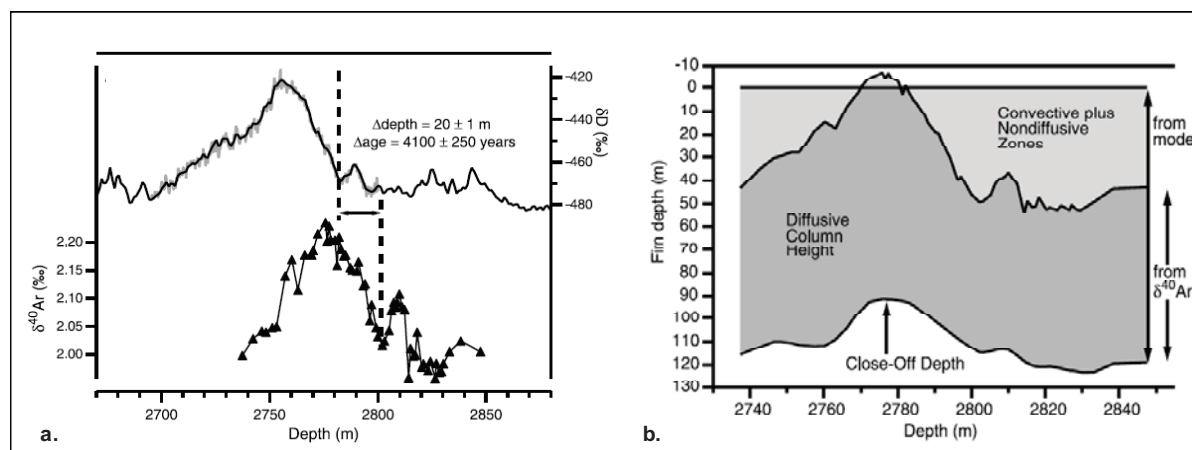 -420
-440
-460
-480
δD (‰)
Δdepth = 20 ± 1 m
Δage = 4100 ± 250 years
2,20
2.15
2.10
2.05
2.00
δ⁴⁰Ar (‰)
2700
2750
2800
2850
Depth (m)
a.
-10
0
10
20
30
40
50
60
70
80
90
100
110
120
130
Firn depth (m)
Convective plus
Nondiffusive
Zones
Diffusive
Column
Height
Close-Off Depth
from
mode
from
δ⁴⁰Ar
2740
2760
2780
2800
2820
2840
Depth (m)
b.